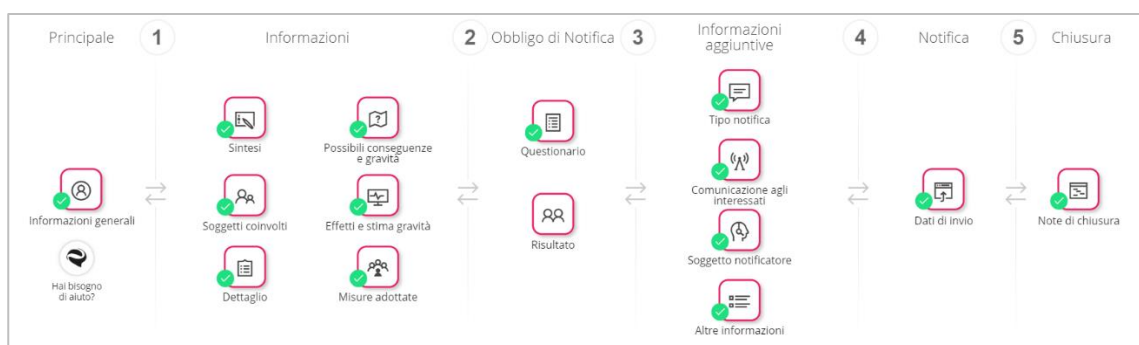 Principale
1
Informazioni
2
Obbligo di Notifica
3
Informazioni
aggiuntive
4
Notifica
5
Chiusura
Informazioni generali
Hai bisogno
di aiuto?
Sintesi
Possibili conseguenze
e gravità
Soggetti coinvolti
Effetti e stima gravità
Dettaglio
Misure adottate
Questionario
Risultato
Tipo notifica
Comunicazione agli
interessati
Soggetto notificatore
Altre informazioni
Dati di invio
Note di chiusura